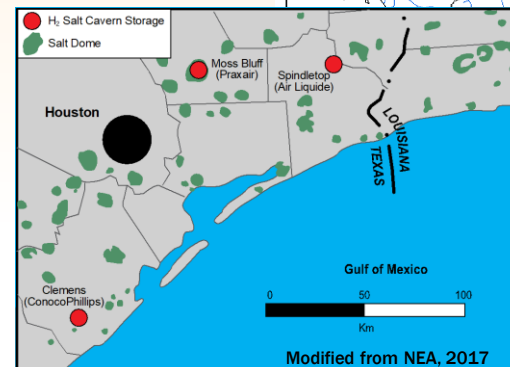 H₂ Salt Cavern Storage
Salt Dome
Moss Bluff
(Praxair)
Spindletop
(Air Liquide)
Houston
LOUISIANA
TEXAS
Clemens
(ConocoPhillips)
Gulf of Mexico
0 50 100
Km
Modified from NEA, 2017